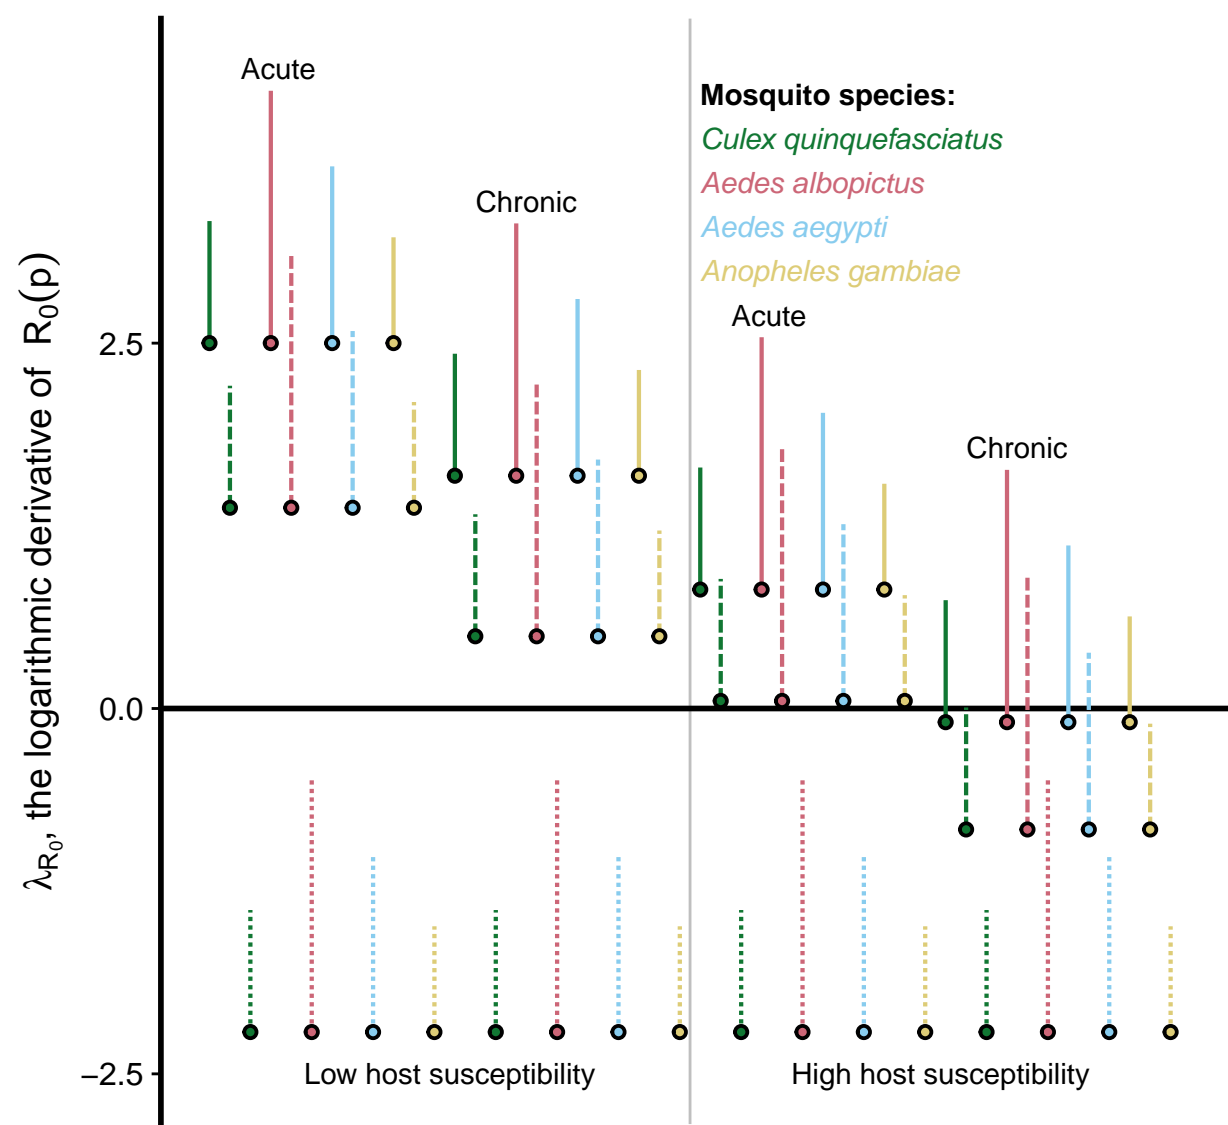 Acute
Mosquito species:
Culex quinquefasciatus
Aedes albopictus
Chronic
Aedes aegypti
Anopheles gambiae
Acute
2.5
Chronic
λR₀, the logarithmic derivative of R₀(p)
0.0
−2.5
Low host susceptibility
High host susceptibility